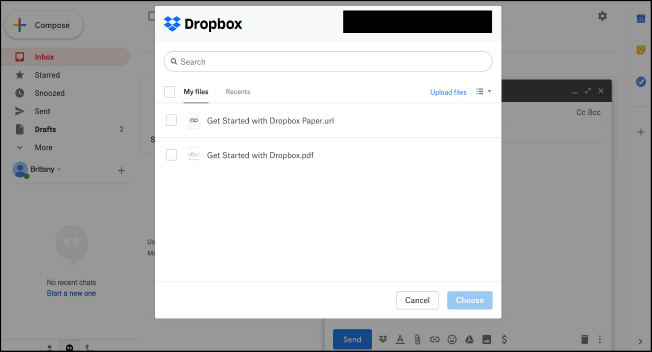 Compose
Inbox
Starred
Snoozed
Sent
Drafts 2
More
Brittany
No recent chats
Start a new one
Dropbox
Search
My files Recents Upload files
Get Started with Dropbox Paper.url
Get Started with Dropbox.pdf
Cancel Choose
Cc Bcc
Send